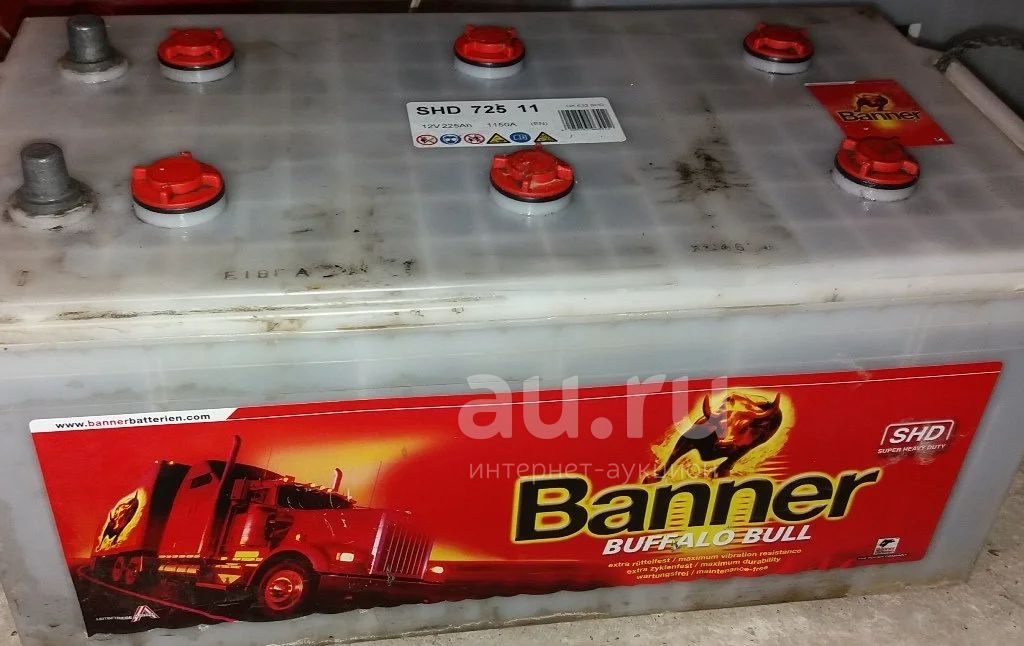 SHD 725 11
12V 225Ah 1150A (EN)
Banner
www.bannerbatterien.com
au.ru
интернет-аукцион
SHD
SUPER HEAVY DUTY
Banner
BUFFALO BULL
extra rüttelfest / maximum vibration resistance
extra zyklenfest / maximum durability
wartungsfrei / maintenance-free